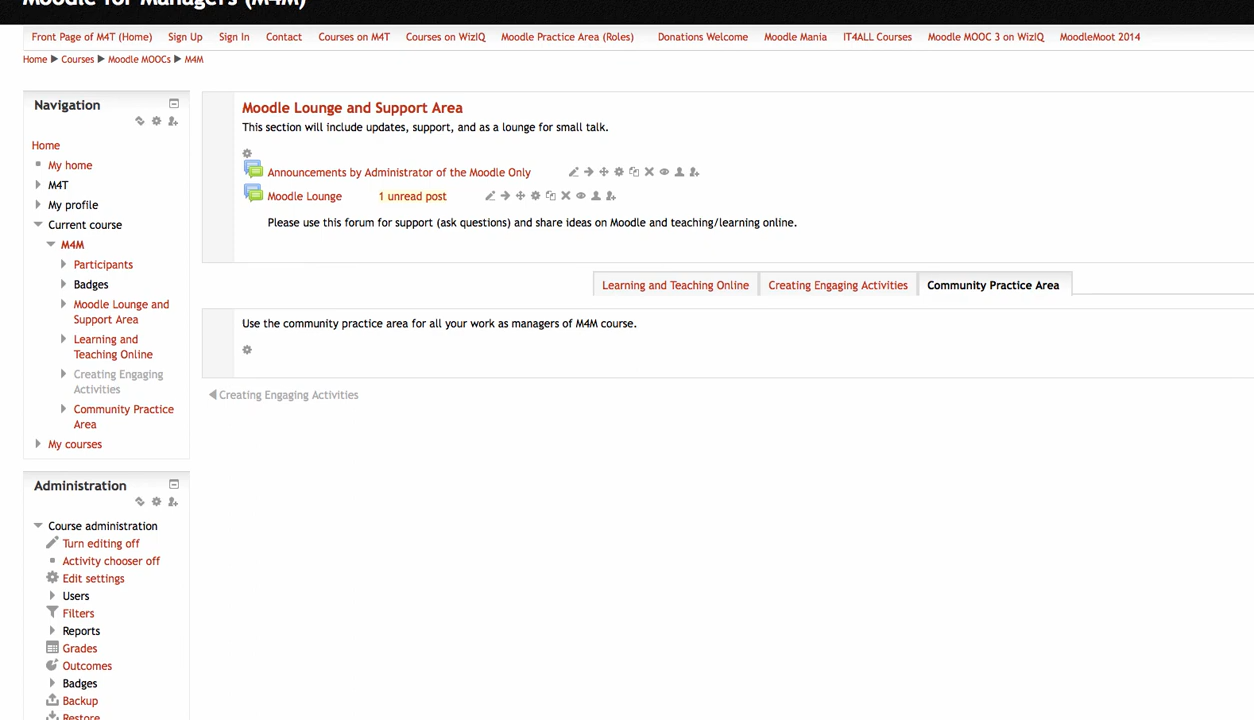 Moodle for Managers (M4M)
Front Page of M4T (Home) Sign Up Sign In Contact Courses on M4T Courses on WizIQ Moodle Practice Area (Roles) Donations Welcome Moodle Mania IT4ALL Courses Moodle MOOC 3 on WizIQ MoodleMoot 2014
Home ▶ Courses ▶ Moodle MOOCs ▶ M4M
Navigation
Home
My home
M4T
My profile
Current course
M4M
Participants
Badges
Moodle Lounge and
Support Area
Learning and
Teaching Online
Creating Engaging
Activities
Community Practice
Area
My courses
Administration
Course administration
Turn editing off
Activity chooser off
Edit settings
Users
Filters
Reports
Grades
Outcomes
Badges
Backup
Restore
Moodle Lounge and Support Area
This section will include updates, support, and as a lounge for small talk.
Announcements by Administrator of the Moodle Only
Moodle Lounge 1 unread post
Please use this forum for support (ask questions) and share ideas on Moodle and teaching/learning online.
Learning and Teaching Online Creating Engaging Activities Community Practice Area
Use the community practice area for all your work as managers of M4M course.
◀ Creating Engaging Activities